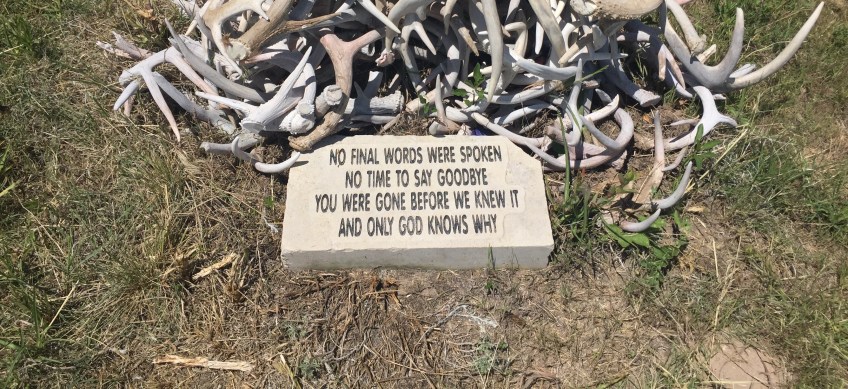 NO FINAL WORDS WERE SPOKEN
NO TIME TO SAY GOODBYE
YOU WERE GONE BEFORE WE KNEW IT
AND ONLY GOD KNOWS WHY